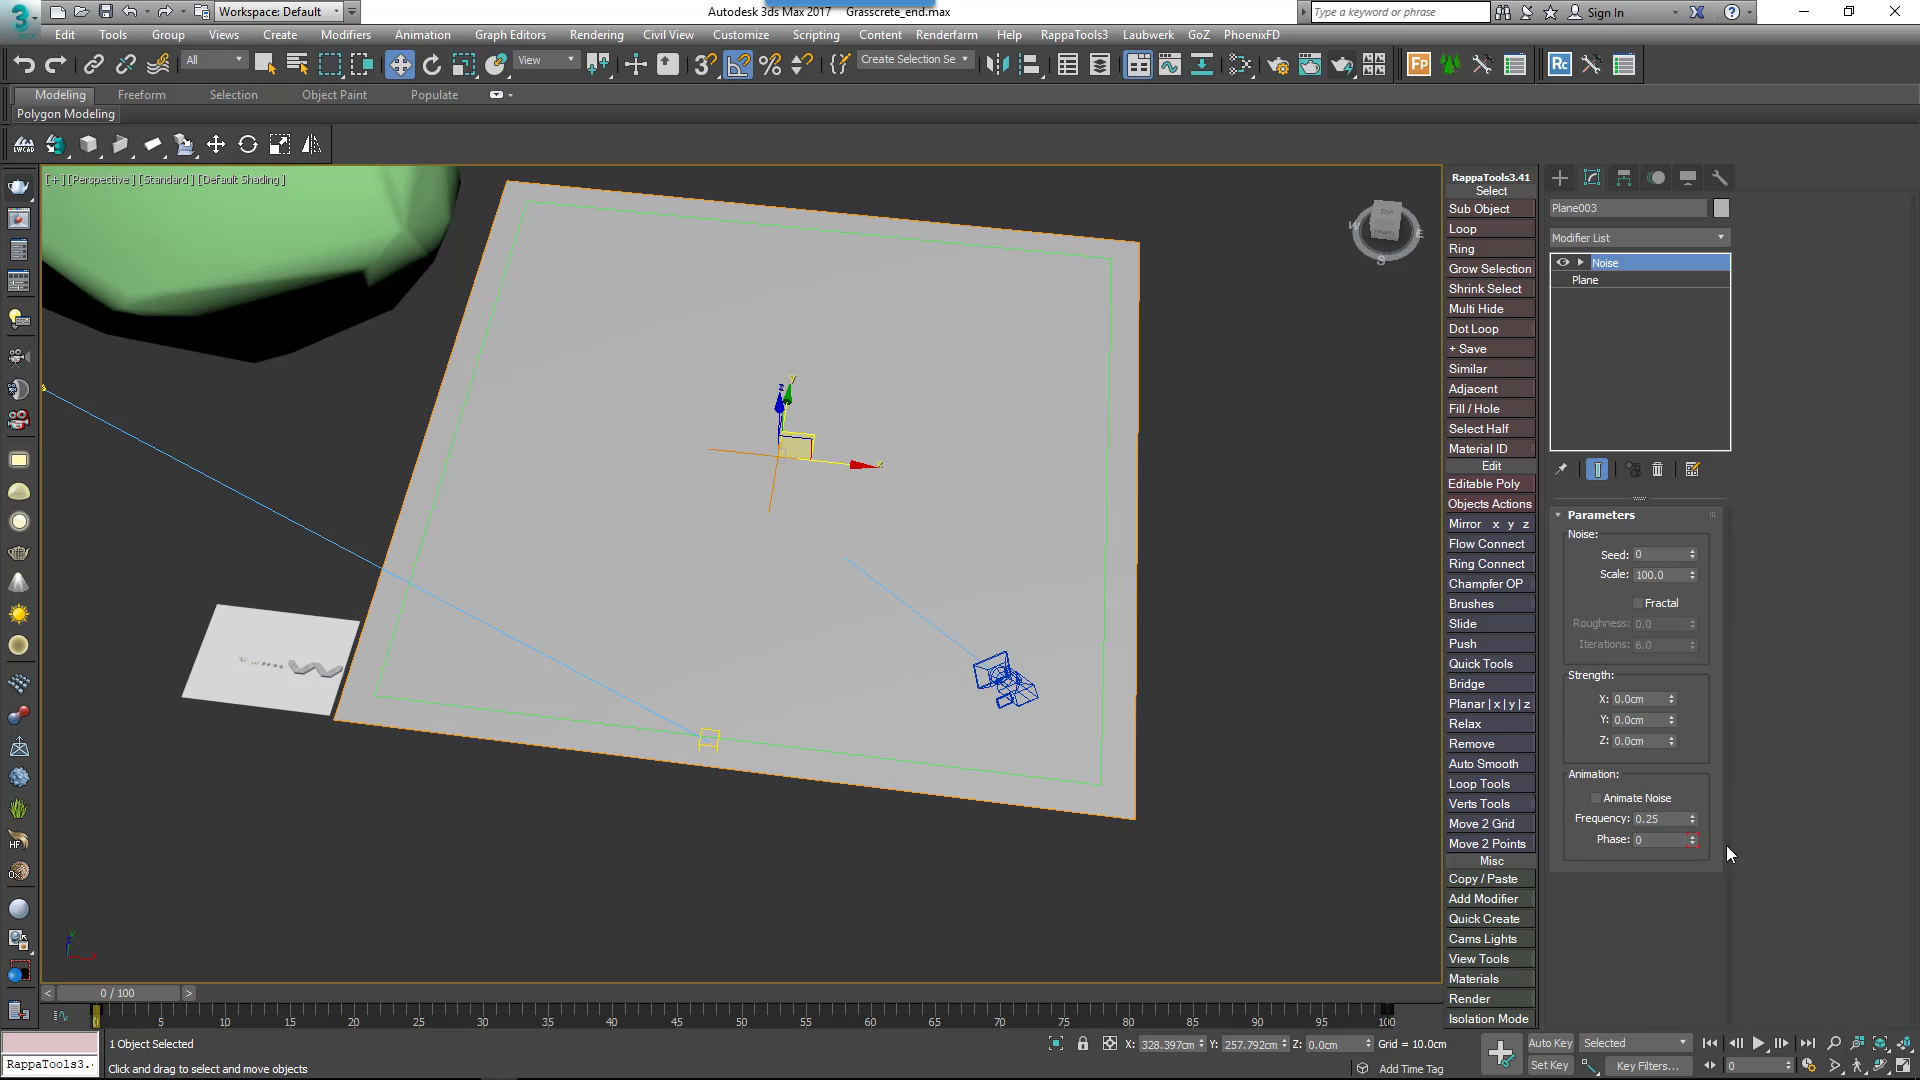 Workspace: Default
Autodesk 3ds Max 2017 Grasscrete_end.max
Type a keyword or phrase
Sign In
MAX
Edit Tools Group Views Create Modifiers Animation Graph Editors Rendering Civil View Customize Scripting Content Renderfarm Help RappaTools3 Laubwerk GoZ PhoenixFD
All
View
Create Selection Se
Fp
Rc
Modeling Freeform Selection Object Paint Populate
Polygon Modeling
LWCAD
[+] [Perspective] [Standard] [Default Shading]
TOP
W
E
S
z
y
x
RappaTools3.41
Select
Sub Object
Loop
Ring
Grow Selection
Shrink Select
Multi Hide
Dot Loop
+ Save
Similar
Adjacent
Fill / Hole
Select Half
Material ID
Edit
Editable Poly
Objects Actions
Mirror x y z
Flow Connect
Ring Connect
Champfer OP
Brushes
Slide
Push
Quick Tools
Bridge
Planar | x | y | z
Relax
Remove
Auto Smooth
Loop Tools
Verts Tools
Move 2 Grid
Move 2 Points
Misc
Copy / Paste
Add Modifier
Quick Create
Cams Lights
View Tools
Materials
Render
Isolation Mode
Plane003
Modifier List
Noise
Plane
Parameters
Noise:
Seed: 0
Scale: 100.0
Fractal
Roughness: 0.0
Iterations: 6.0
Strength:
X: 0.0cm
Y: 0.0cm
Z: 0.0cm
Animation:
Animate Noise
Frequency: 0.25
Phase: 0
HF
< 0 / 100 >
0 5 10 15 20 25 30 35 40 45 50 55 60 65 70 75 80 85 90 95 100
1 Object Selected
X: 328.397cm Y: 257.792cm Z: 0.0cm Grid = 10.0cm
Auto Key Selected
RappaTools3.
Click and drag to select and move objects
Add Time Tag
Set Key Key Filters...
0